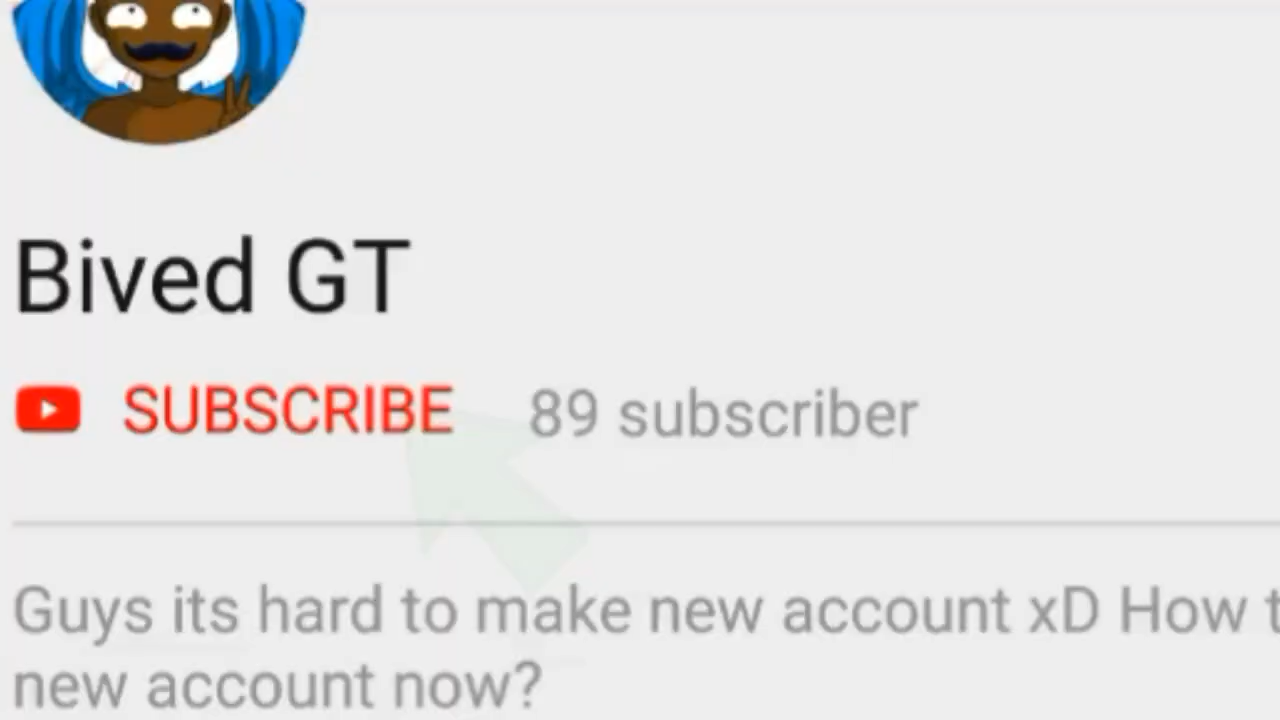 Bived GT
SUBSCRIBE 89 subscriber
Guys its hard to make new account xD How
new account now?